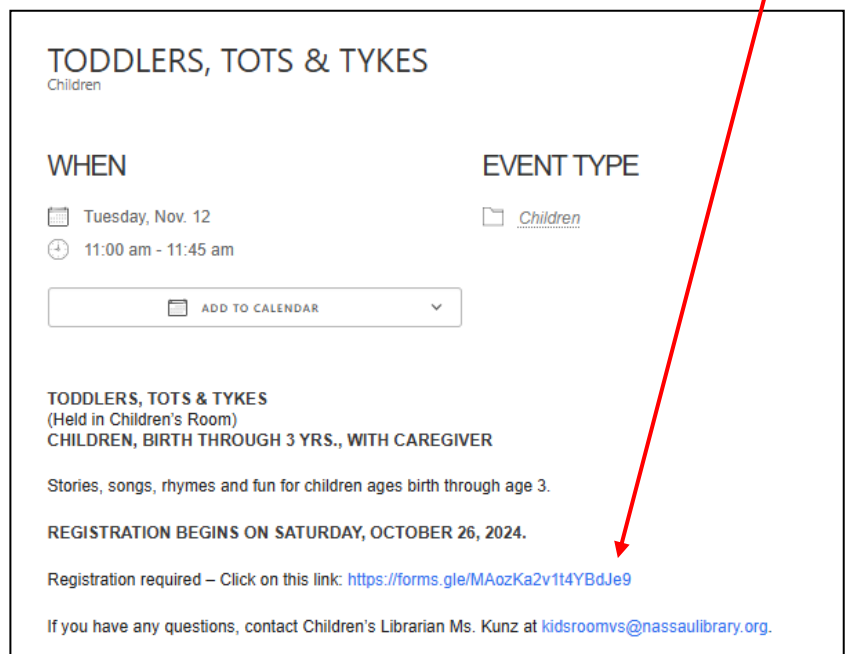 TODDLERS, TOTS & TYKES
Children
WHEN
Tuesday, Nov. 12
11:00 am - 11:45 am
ADD TO CALENDAR
EVENT TYPE
Children
TODDLERS, TOTS & TYKES
(Held in Children's Room)
CHILDREN, BIRTH THROUGH 3 YRS., WITH CAREGIVER
Stories, songs, rhymes and fun for children ages birth through age 3.
REGISTRATION BEGINS ON SATURDAY, OCTOBER 26, 2024.
Registration required – Click on this link: https://forms.gle/MAozKa2v1t4YBdJe9
If you have any questions, contact Children's Librarian Ms. Kunz at kidsroomvs@nassaulibrary.org.